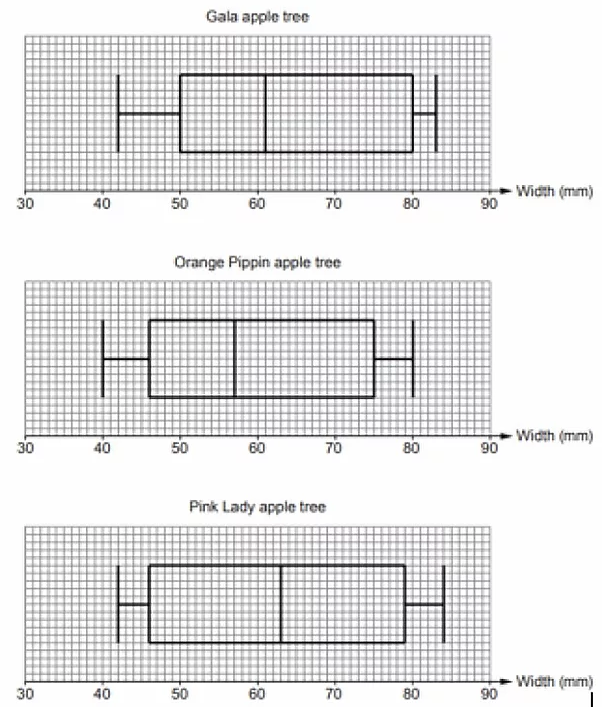 Gala apple tree
30 40 50 60 70 80 90 Width (mm)
Orange Pippin apple tree
30 40 50 60 70 80 90 Width (mm)
Pink Lady apple tree
30 40 50 60 70 80 90 Width (mm)